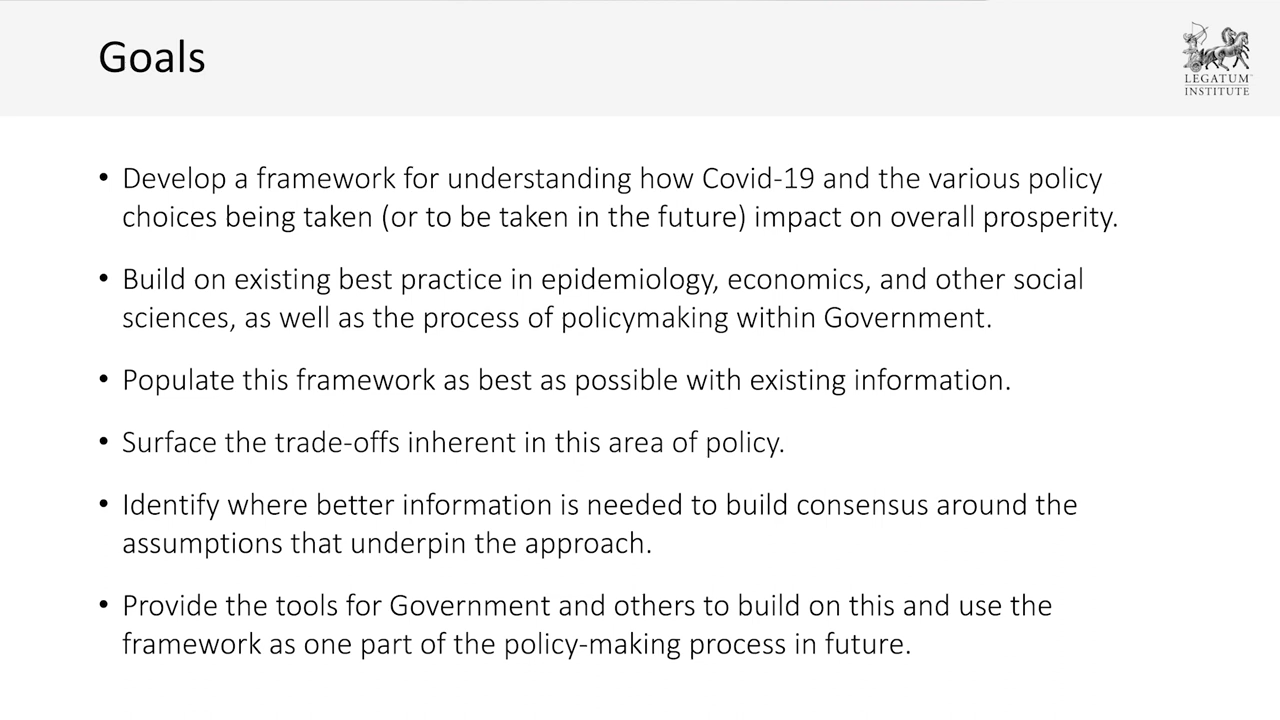 Goals
LEGATUM
INSTITUTE
• Develop a framework for understanding how Covid-19 and the various policy
choices being taken (or to be taken in the future) impact on overall prosperity.
• Build on existing best practice in epidemiology, economics, and other social
sciences, as well as the process of policymaking within Government.
• Populate this framework as best as possible with existing information.
• Surface the trade-offs inherent in this area of policy.
• Identify where better information is needed to build consensus around the
assumptions that underpin the approach.
• Provide the tools for Government and others to build on this and use the
framework as one part of the policy-making process in future.